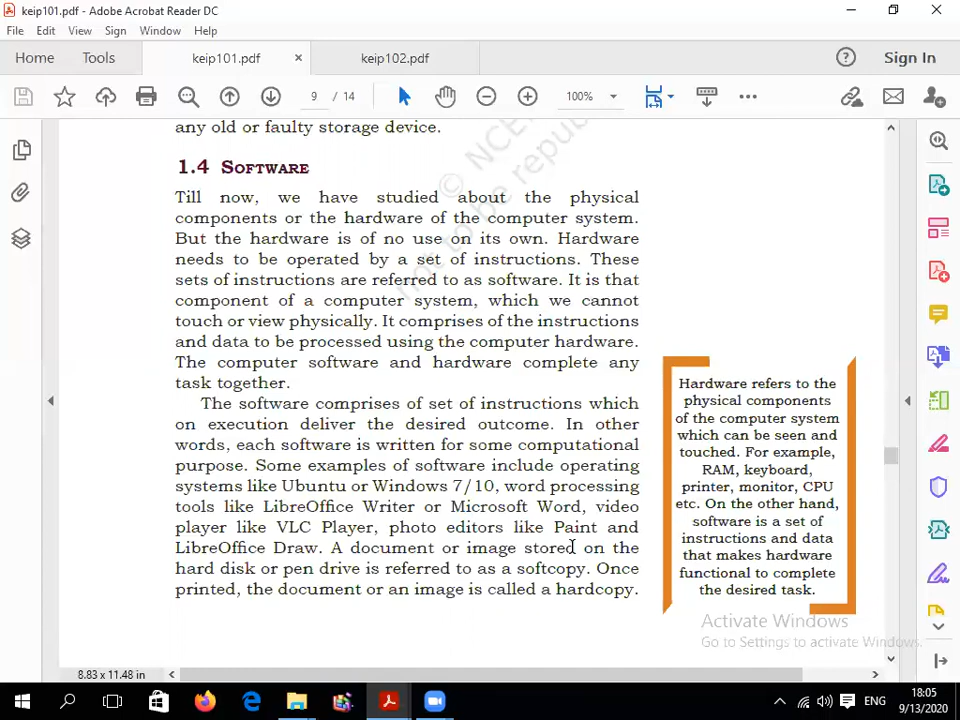 keip101.pdf - Adobe Acrobat Reader DC
File Edit View Sign Window Help
Home Tools keip101.pdf × keip102.pdf Sign In
9 / 14 100%
© NCE
not to be repub
any old or faulty storage device.
1.4 SOFTWARE
Till now, we have studied about the physical
components or the hardware of the computer system.
But the hardware is of no use on its own. Hardware
needs to be operated by a set of instructions. These
sets of instructions are referred to as software. It is that
component of a computer system, which we cannot
touch or view physically. It comprises of the instructions
and data to be processed using the computer hardware.
The computer software and hardware complete any
task together.
The software comprises of set of instructions which
on execution deliver the desired outcome. In other
words, each software is written for some computational
purpose. Some examples of software include operating
systems like Ubuntu or Windows 7/10, word processing
tools like LibreOffice Writer or Microsoft Word, video
player like VLC Player, photo editors like Paint and
LibreOffice Draw. A document or image stored on the
hard disk or pen drive is referred to as a softcopy. Once
printed, the document or an image is called a hardcopy.
Hardware refers to the
physical components
of the computer system
which can be seen and
touched. For example,
RAM, keyboard,
printer, monitor, CPU
etc. On the other hand,
software is a set of
instructions and data
that makes hardware
functional to complete
the desired task.
Activate Windows
Go to Settings to activate Windows.
8.83 x 11.48 in
ENG
18:05
9/13/2020